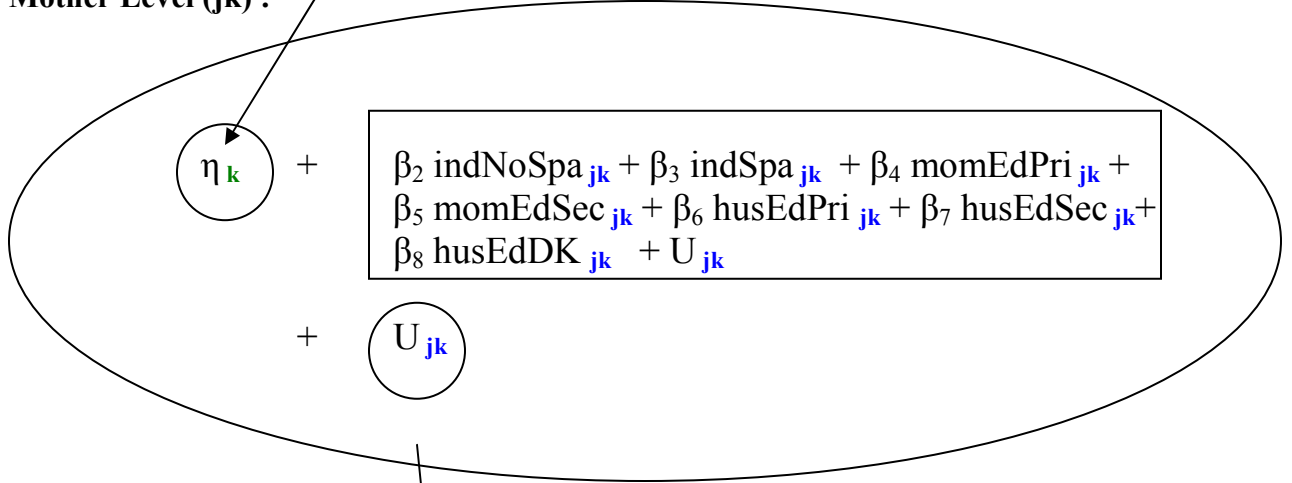 Mother Level (jk) :
η k + β₂ indNoSpa jk + β₃ indSpa jk + β₄ momEdPri jk +
β₅ momEdSec jk + β₆ husEdPri jk + β₇ husEdSec jk+
β₈ husEdDK jk + U jk
+ U jk